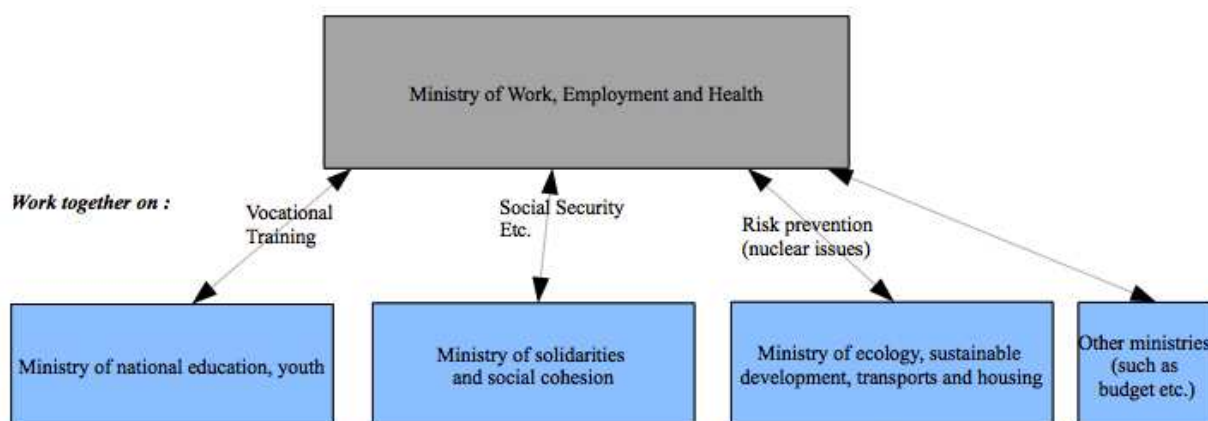 Ministry of Work, Employment and Health
Work together on :
Vocational
Training
Social Security
Etc.
Risk prevention
(nuclear issues)
Ministry of national education, youth
Ministry of solidarities
and social cohesion
Ministry of ecology, sustainable
development, transports and housing
Other ministries
(such as
budget etc.)